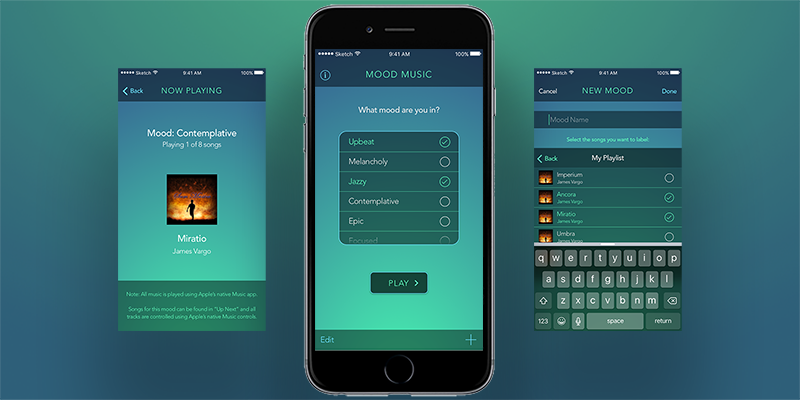 Sketch 9:41 AM 100%
Back NOW PLAYING
Mood: Contemplative
Playing 1 of 8 songs
Miratio
James Vargo
Note: All music is played using Apple's native Music app.
Songs for this mood can be found in "Up Next" and all
tracks are controlled using Apple's native Music controls
Sketch 9:41 AM 100%
MOOD MUSIC
What mood are you in?
Upbeat
Melancholy
Jazzy
Contemplative
Epic
Focused
PLAY
Edit
Sketch 9:41 AM 100%
Cancel NEW MOOD Done
Mood Name
Select the songs you want to label:
Back My Playlist
Imperium
James Vargo
Ancora
James Vargo
Miratio
James Vargo
Umbra
James Vargo
q w e r t y u i o p
a s d f g h j k l
z x c v b n m
123 space return